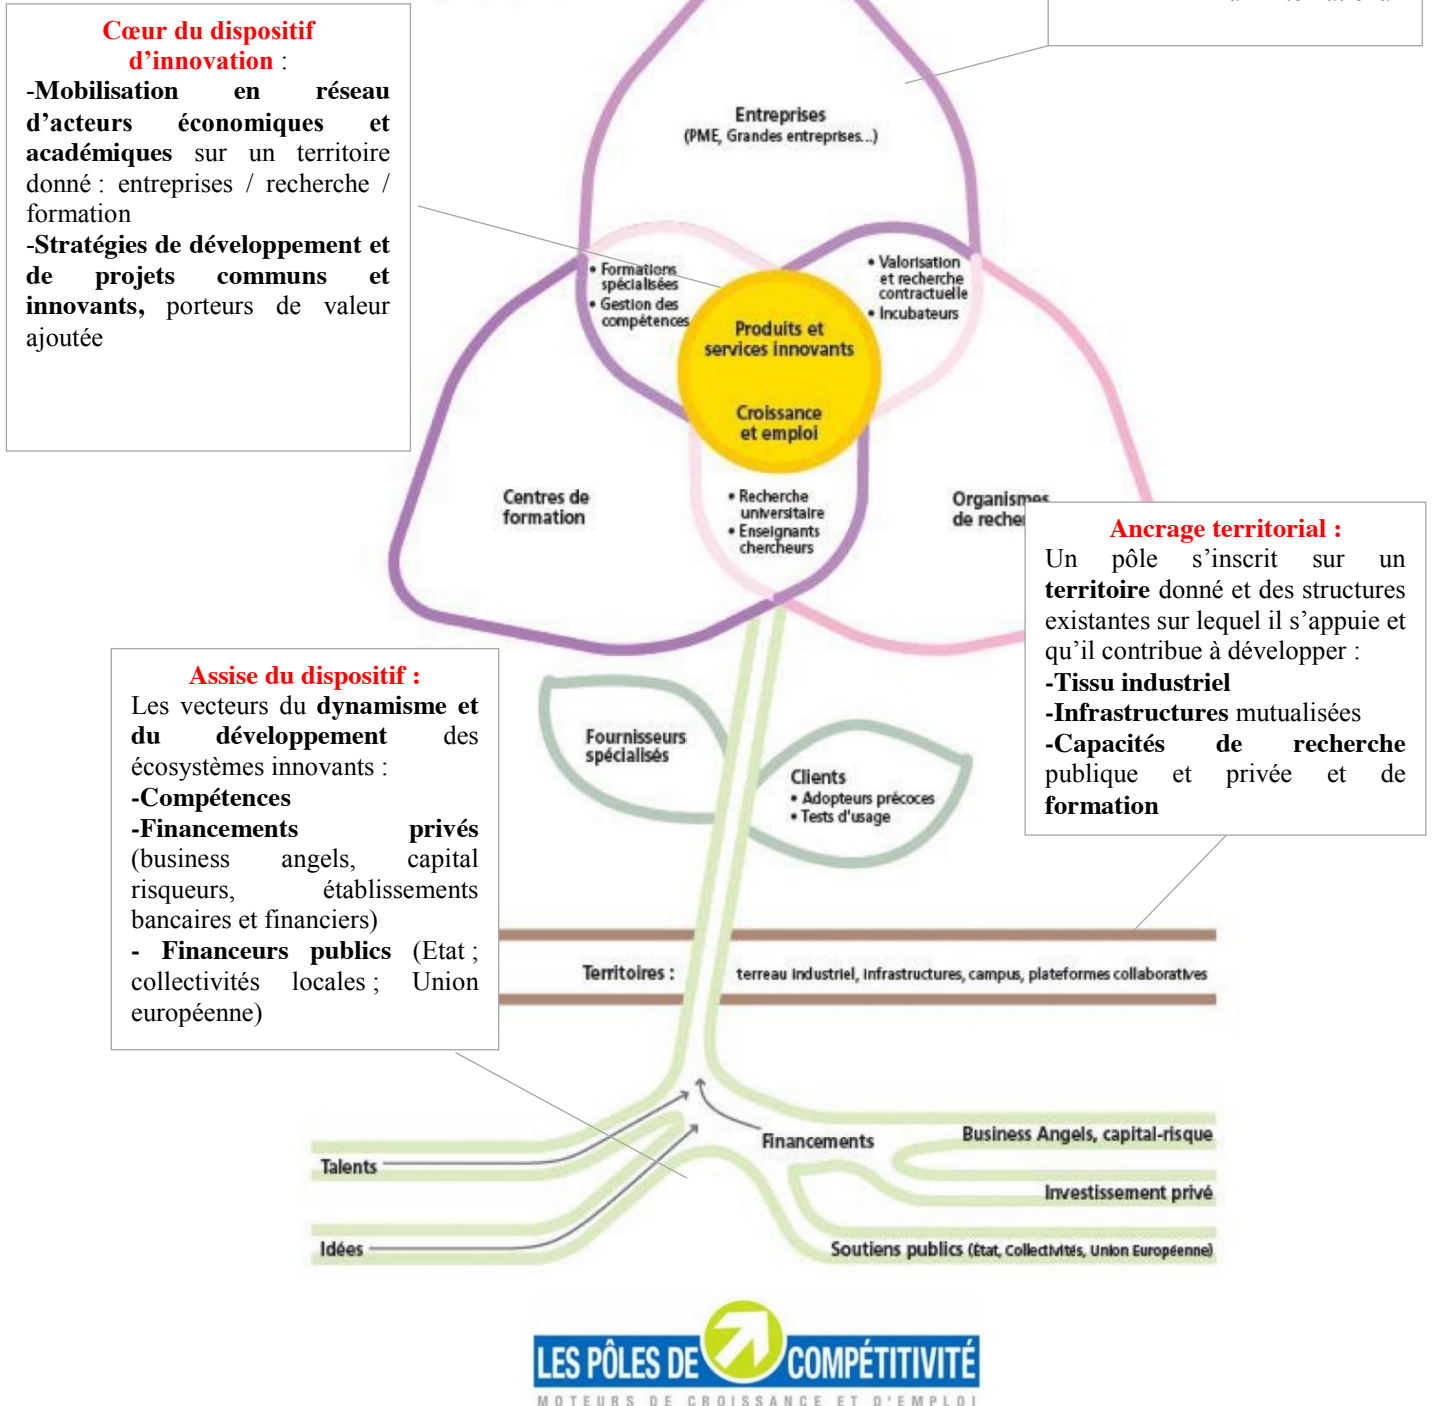 Cœur du dispositif
d’innovation :
-Mobilisation en réseau
d’acteurs économiques et
académiques sur un territoire
donné : entreprises / recherche /
formation
-Stratégies de développement et
de projets communs et
innovants, porteurs de valeur
ajoutée
Entreprises
(PME, Grandes entreprises...)
• Formations
spécialisées
• Gestion des
compétences
• Valorisation
et recherche
contractuelle
• Incubateurs
Produits et
services innovants
Croissance
et emploi
Centres de
formation
• Recherche
universitaire
• Enseignants
chercheurs
Organismes
de recher
Ancrage territorial :
Un pôle s’inscrit sur un
territoire donné et des structures
existantes sur lequel il s’appuie et
qu’il contribue à développer :
-Tissu industriel
-Infrastructures mutualisées
-Capacités de recherche
publique et privée et de
formation
Assise du dispositif :
Les vecteurs du dynamisme et
du développement des
écosystèmes innovants :
-Compétences
-Financements privés
(business angels, capital
risqueurs, établissements
bancaires et financiers)
- Financeurs publics (Etat ;
collectivités locales ; Union
européenne)
Fournisseurs
spécialisés
Clients
• Adopteurs précoces
• Tests d'usage
Territoires : terreau industriel, infrastructures, campus, plateformes collaboratives
Talents
Idées
Financements
Business Angels, capital-risque
Investissement privé
Soutiens publics (État, Collectivités, Union Européenne)
LES PÔLES DE COMPÉTITIVITÉ
MOTEURS DE CROISSANCE ET D'EMPLOI